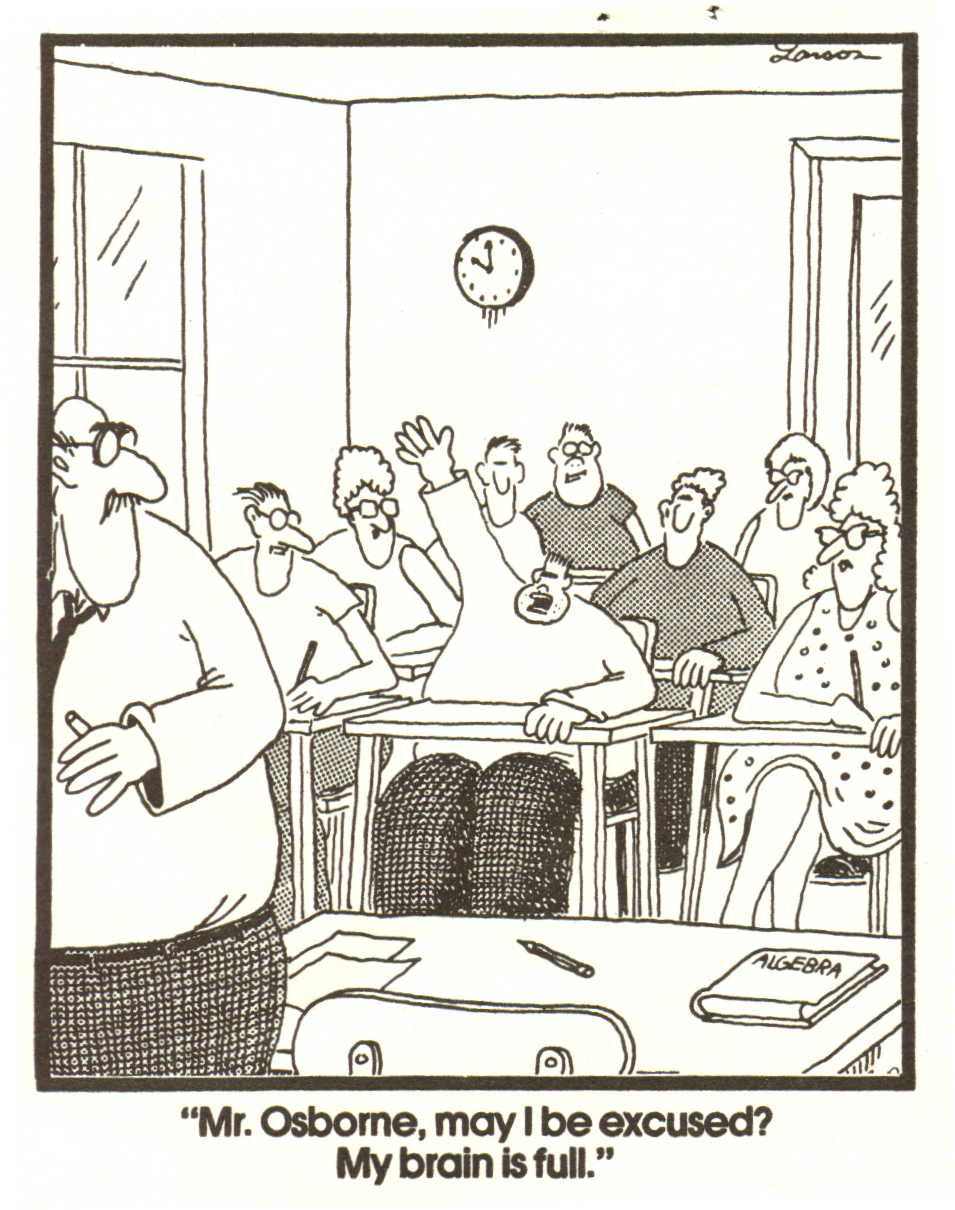 Larson
ALGEBRA
“Mr. Osborne, may I be excused?
My brain is full.”